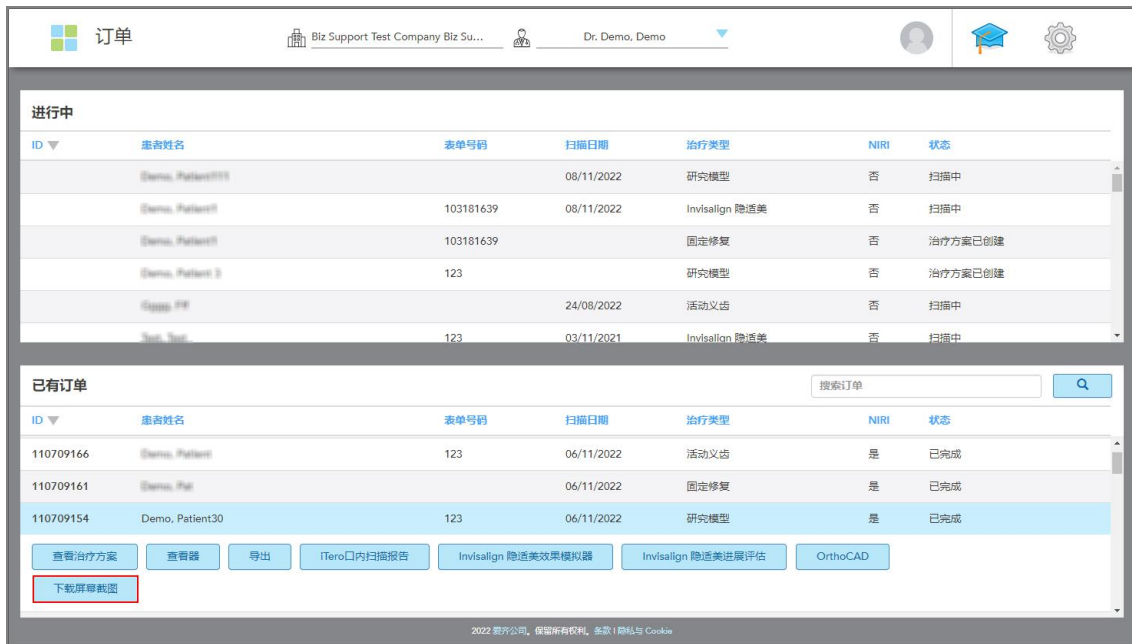 订单 Biz Support Test Company Biz Su... Dr. Demo, Demo
进行中
ID 患者姓名 表单号码 扫描日期 治疗类型 NIRI 状态
08/11/2022 研究模型 否 扫描中
103181639 08/11/2022 Invisalign 隐适美 否 扫描中
103181639 固定修复 否 治疗方案已创建
123 研究模型 否 治疗方案已创建
24/08/2022 活动义齿 否 扫描中
123 03/11/2021 Invisalign 隐适美 否 扫描中
已有订单 搜索订单
ID 患者姓名 表单号码 扫描日期 治疗类型 NIRI 状态
110709166 123 06/11/2022 活动义齿 是 已完成
110709161 06/11/2022 固定修复 是 已完成
110709154 Demo, Patient30 123 06/11/2022 研究模型 是 已完成
查看治疗方案 查看器 导出 iTero口内扫描报告 Invisalign 隐适美效果模拟器 Invisalign 隐适美进展评估 OrthoCAD
下载屏幕截图
2022 爱齐公司。保留所有权利。条款 | 隐私与 Cookie